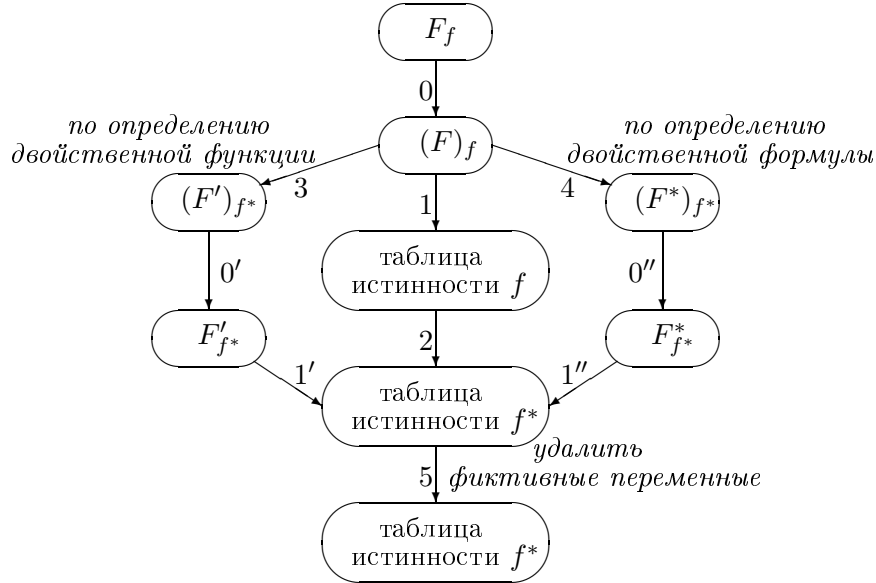 F_f
0
по определению
двойственной функции
(F)_f
по определению
двойственной формулы
3
4
(F′)_{f*}
1
(F*)_{f*}
0′
таблица
истинности f
0″
F′_{f*}
2
F*_{f*}
1′
таблица
истинности f*
1″
5
удалить
фиктивные переменные
таблица
истинности f*